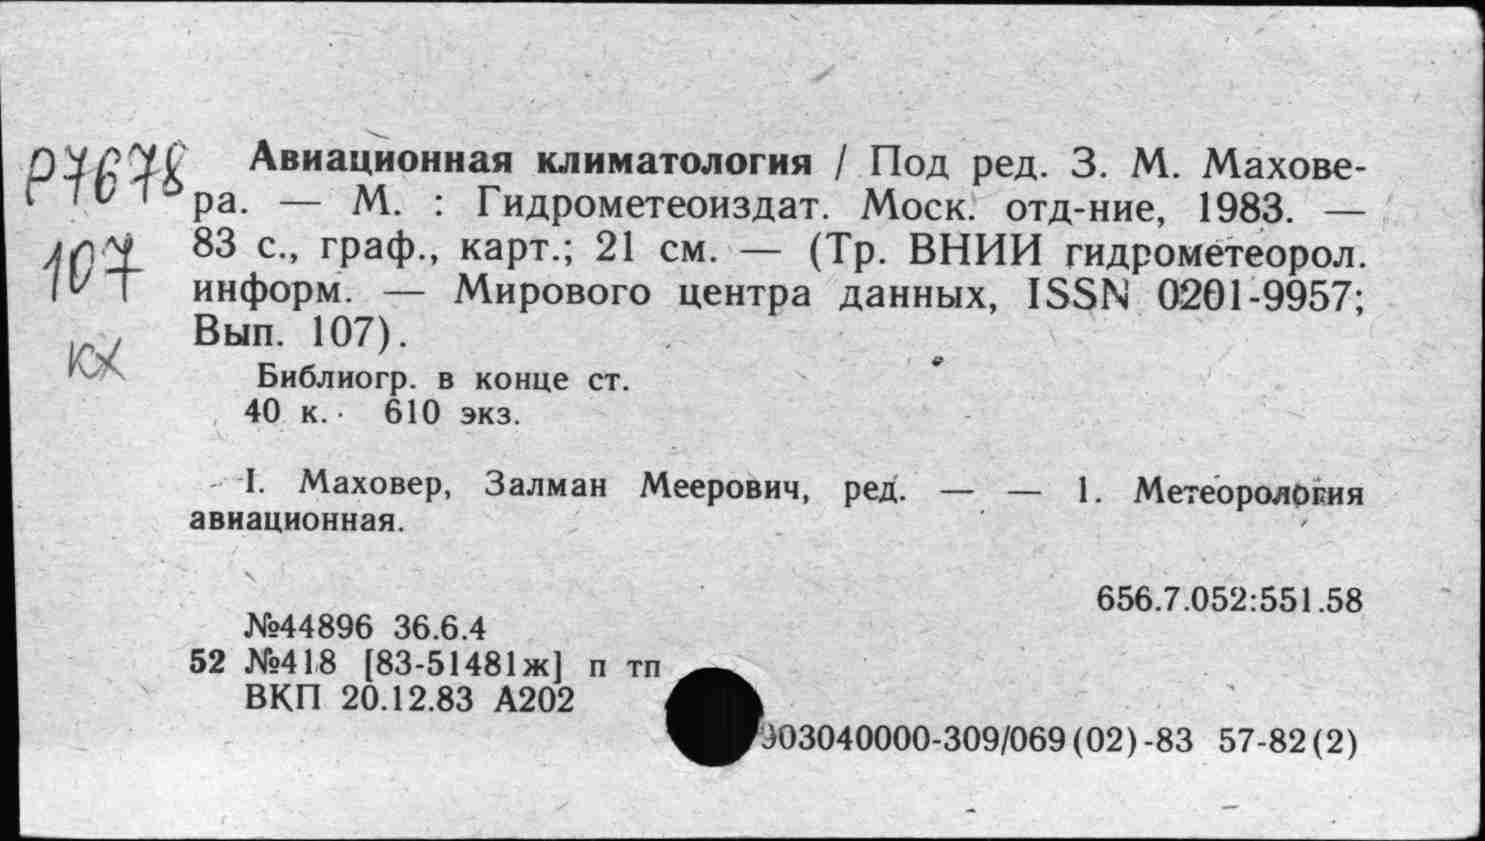 Р7678
107
кх
Авиационная климатология / Под ред. З. М. Махове-
ра. — М. : Гидрометеоиздат. Моск. отд-ние, 1983. —
83 с., граф., карт.; 21 см. — (Тр. ВНИИ гидрометеорол.
информ. — Мирового центра данных, ISSN 0201-9957;
Вып. 107).
Библиогр. в конце ст.
40 к. 610 экз.
I. Маховер, Залман Меерович, ред. — — 1. Метеорология
авиационная.
656.7.052:551.58
№44896 36.6.4
52 №418 [83-51481ж] п тп
ВКП 20.12.83 А202
903040000-309/069(02)-83 57-82(2)